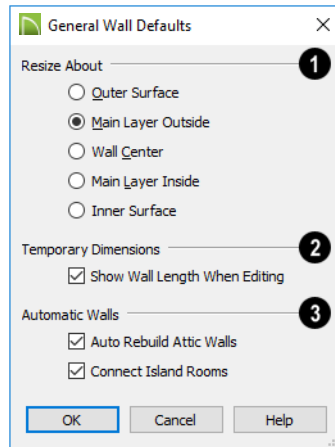 General Wall Defaults
Resize About 1
Outer Surface
Main Layer Outside
Wall Center
Main Layer Inside
Inner Surface
Temporary Dimensions 2
Show Wall Length When Editing
Automatic Walls 3
Auto Rebuild Attic Walls
Connect Island Rooms
OK Cancel Help